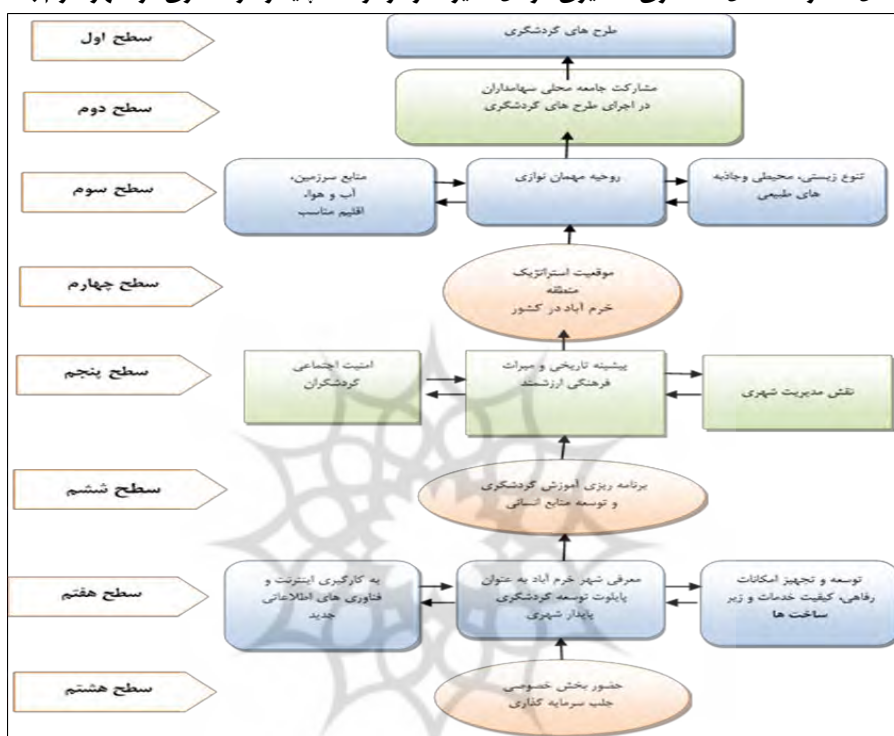 سطح اول
طرح های گردشگری
سطح دوم
مشارکت جامعه محلی سهامداران
در اجرای طرح های گردشگری
سطح سوم
تنوع زیستی، محیطی وجاذبه
های طبیعی
روحیه مهمان نوازی
منابع سرزمین،
آب و هوا،
اقلیم مناسب
سطح چهارم
موقعیت استراتژیک
منطقه
خرم آباد در کشور
سطح پنجم
نقش مدیریت شهری
پیشینه تاریخی و میراث
فرهنگی ارزشمند
امنیت اجتماعی
گردشگران
سطح ششم
برنامه ریزی آموزش گردشگری
و توسعه منابع انسانی
سطح هفتم
توسعه و تجهیز امکانات
رفاهی، کیفیت خدمات و زیر
ساخت ها
معرفی شهر خرم آباد به عنوان
پایلوت توسعه گردشگری
پایدار شهری
به کارگیری اینترنت و
فناوری های اطلاعاتی
جدید
سطح هشتم
حضور بخش خصوصی
جلب سرمایه گذاری